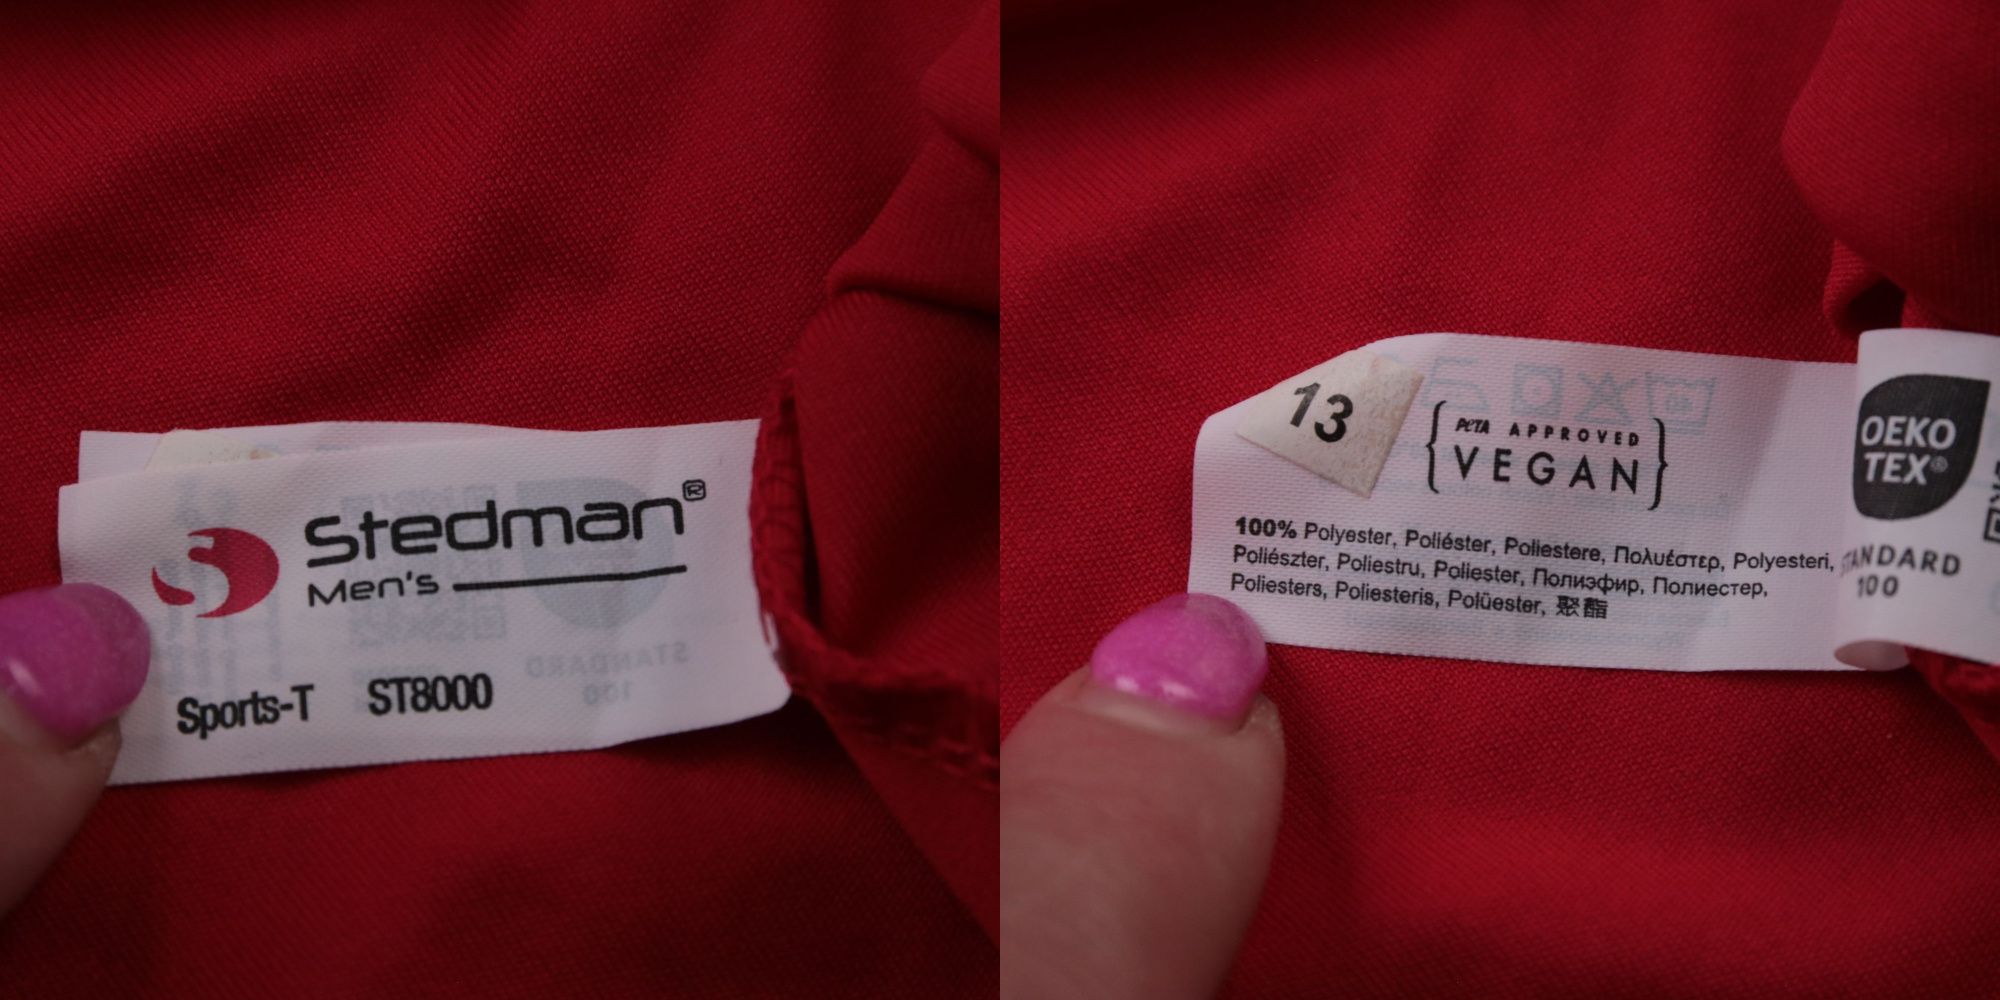 Stedman®
Men's
Sports-T ST8000
13
PETA APPROVED
VEGAN
100% Polyester, Poliéster, Poliestere, Πολυέστερ, Polyesteri,
Poliészter, Poliestru, Poliester, Полиэфир, Полиестер,
Poliesters, Poliesteris, Polüester, 聚酯
OEKO
TEX®
STANDARD
100